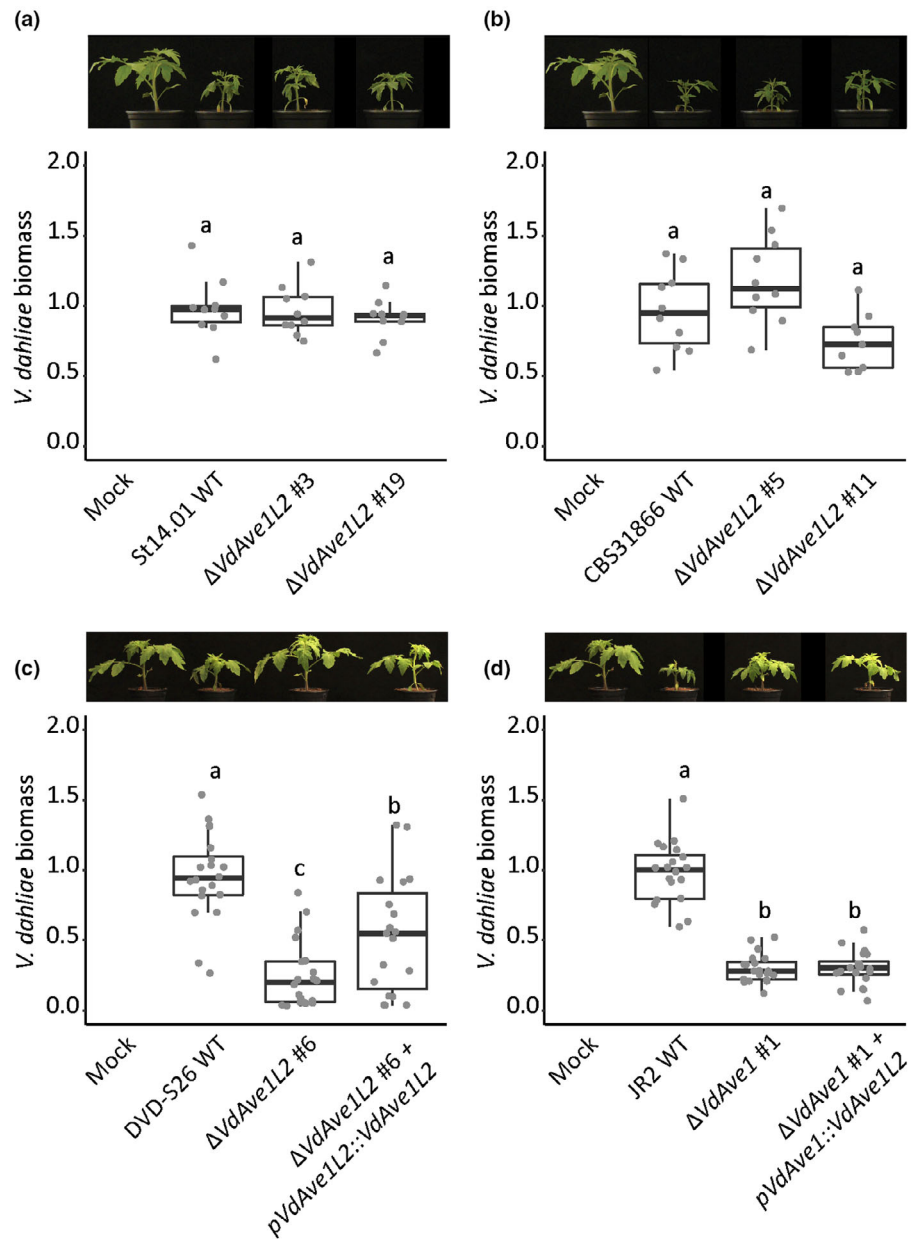 (a)
2.0
1.5
1.0
0.5
0.0
V. dahliae biomass
a
a
a
Mock
St14.01 WT
ΔVdAve1L2 #3
ΔVdAve1L2 #19
(b)
2.0
1.5
1.0
0.5
0.0
V. dahliae biomass
a
a
a
Mock
CBS31866 WT
ΔVdAve1L2 #5
ΔVdAve1L2 #11
(c)
2.0
1.5
1.0
0.5
0.0
V. dahliae biomass
a
c
b
Mock
DVD-S26 WT
ΔVdAve1L2 #6
ΔVdAve1L2 #6 +
pVdAve1L2::VdAve1L2
(d)
2.0
1.5
1.0
0.5
0.0
V. dahliae biomass
a
b
b
Mock
JR2 WT
ΔVdAve1 #1
ΔVdAve1 #1 +
pVdAve1::VdAve1L2